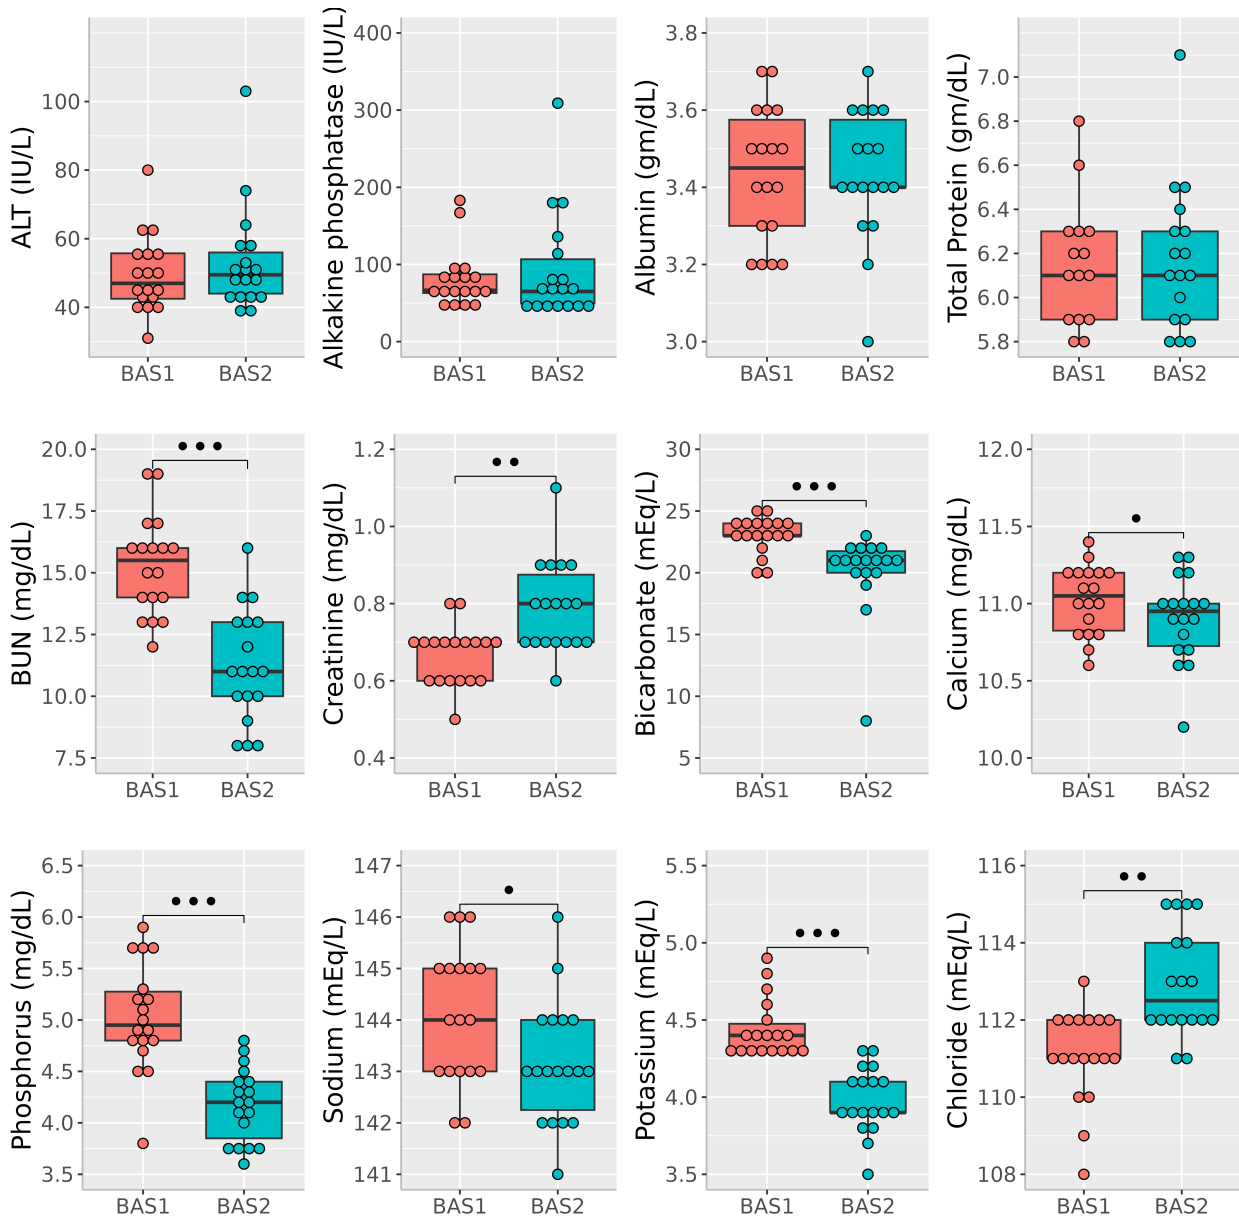 ALT (IU/L)
100
80
60
40
BAS1 BAS2
Alkakine phosphatase (IU/L)
400
300
200
100
0
BAS1 BAS2
Albumin (gm/dL)
3.8
3.6
3.4
3.2
3.0
BAS1 BAS2
Total Protein (gm/dL)
7.0
6.8
6.6
6.4
6.2
6.0
5.8
BAS1 BAS2
BUN (mg/dL)
20.0
17.5
15.0
12.5
10.0
7.5
BAS1 BAS2
Creatinine (mg/dL)
1.2
1.0
0.8
0.6
0.4
BAS1 BAS2
Bicarbonate (mEq/L)
30
25
20
15
10
5
BAS1 BAS2
Calcium (mg/dL)
12.0
11.5
11.0
10.5
10.0
BAS1 BAS2
Phosphorus (mg/dL)
6.5
6.0
5.5
5.0
4.5
4.0
3.5
BAS1 BAS2
Sodium (mEq/L)
147
146
145
144
143
142
141
BAS1 BAS2
Potassium (mEq/L)
5.5
5.0
4.5
4.0
3.5
BAS1 BAS2
Chloride (mEq/L)
116
114
112
110
108
BAS1 BAS2